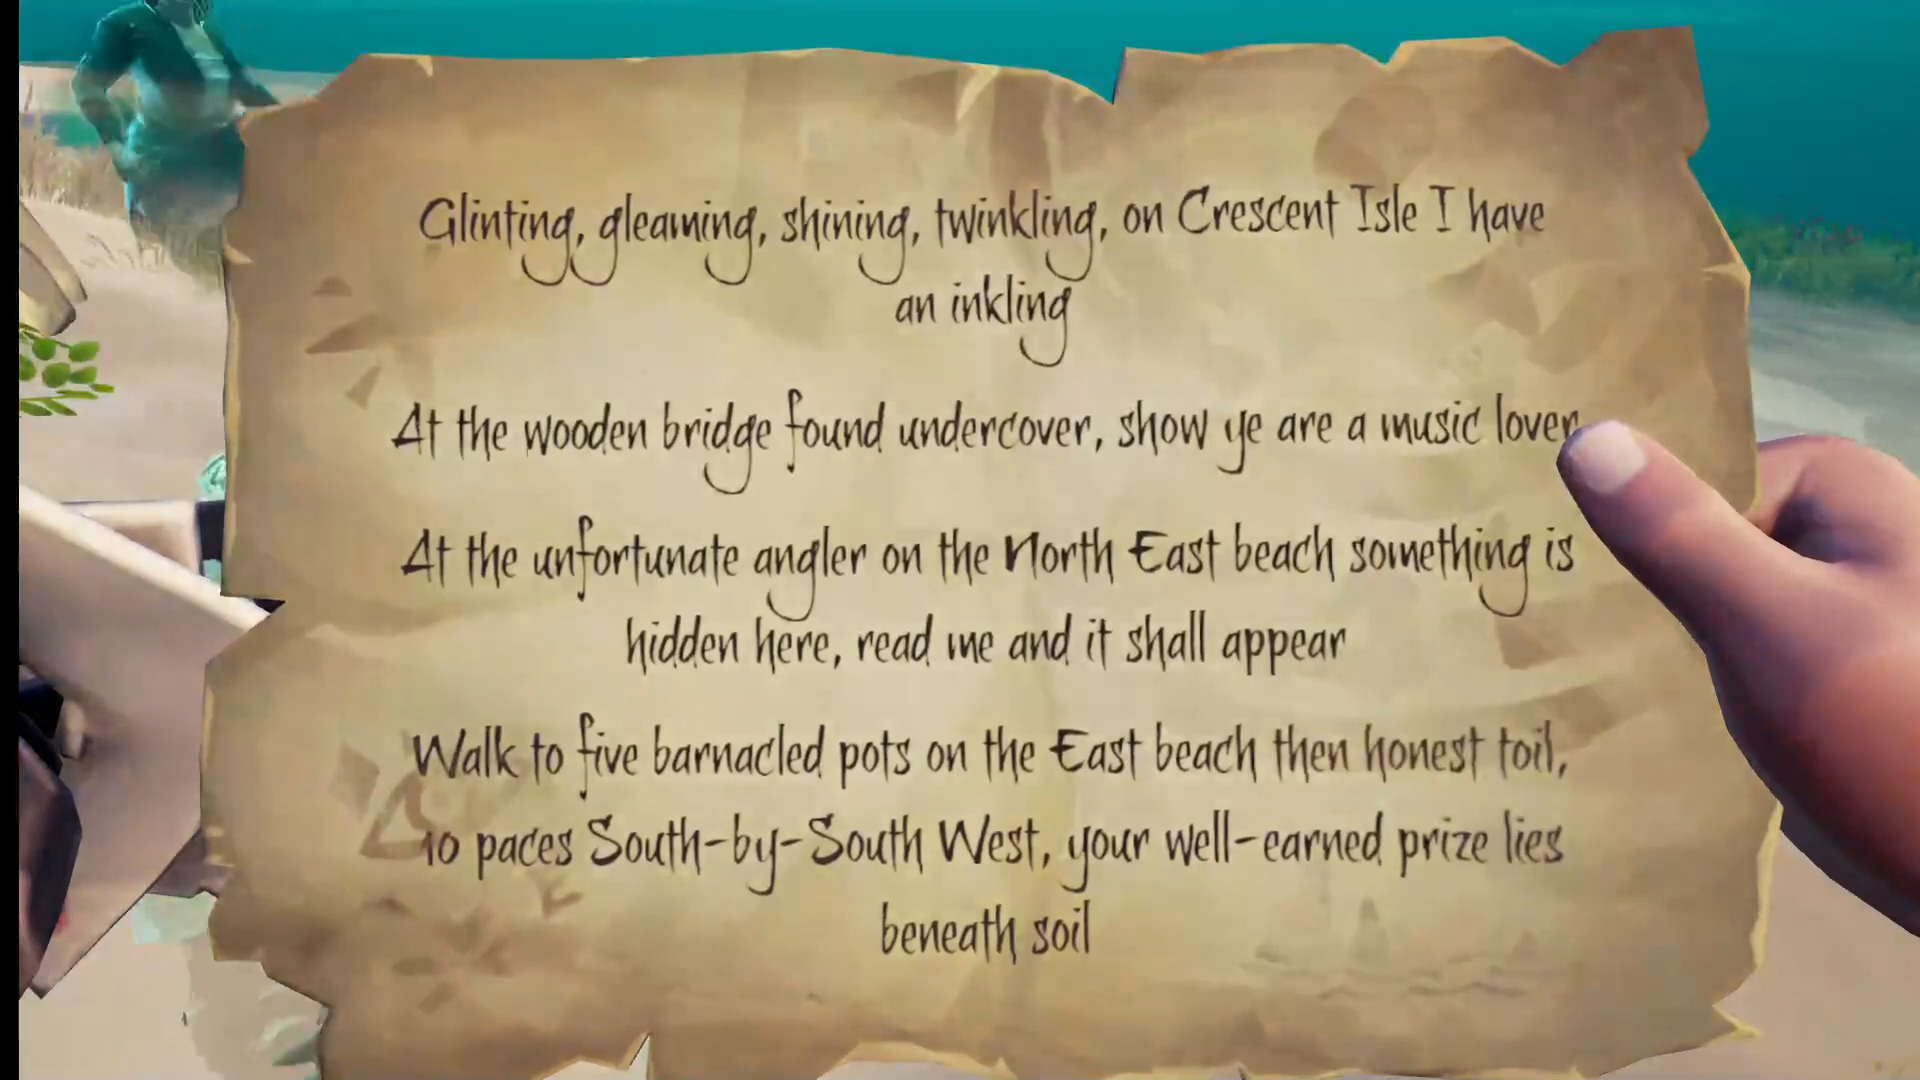 Glinting, gleaming, shining, twinkling, on Crescent Isle I have
an inkling
At the wooden bridge found undercover, show ye are a music lover
At the unfortunate angler on the North East beach something is
hidden here, read me and it shall appear
Walk to five barnacled pots on the East beach then honest toil,
10 paces South-by-South West, your well-earned prize lies
beneath soil